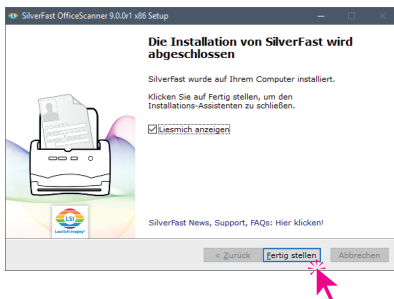 SilverFast OfficeScanner 9.0.0r1 x86 Setup
Die Installation von SilverFast wird
abgeschlossen
SilverFast wurde auf Ihrem Computer installiert.
Klicken Sie auf Fertig stellen, um den
Installations-Assistenten zu schließen.
Liesmich anzeigen
LSI
LaserSoft Imaging
SilverFast News, Support, FAQs: Hier klicken!
< Zurück Fertig stellen Abbrechen